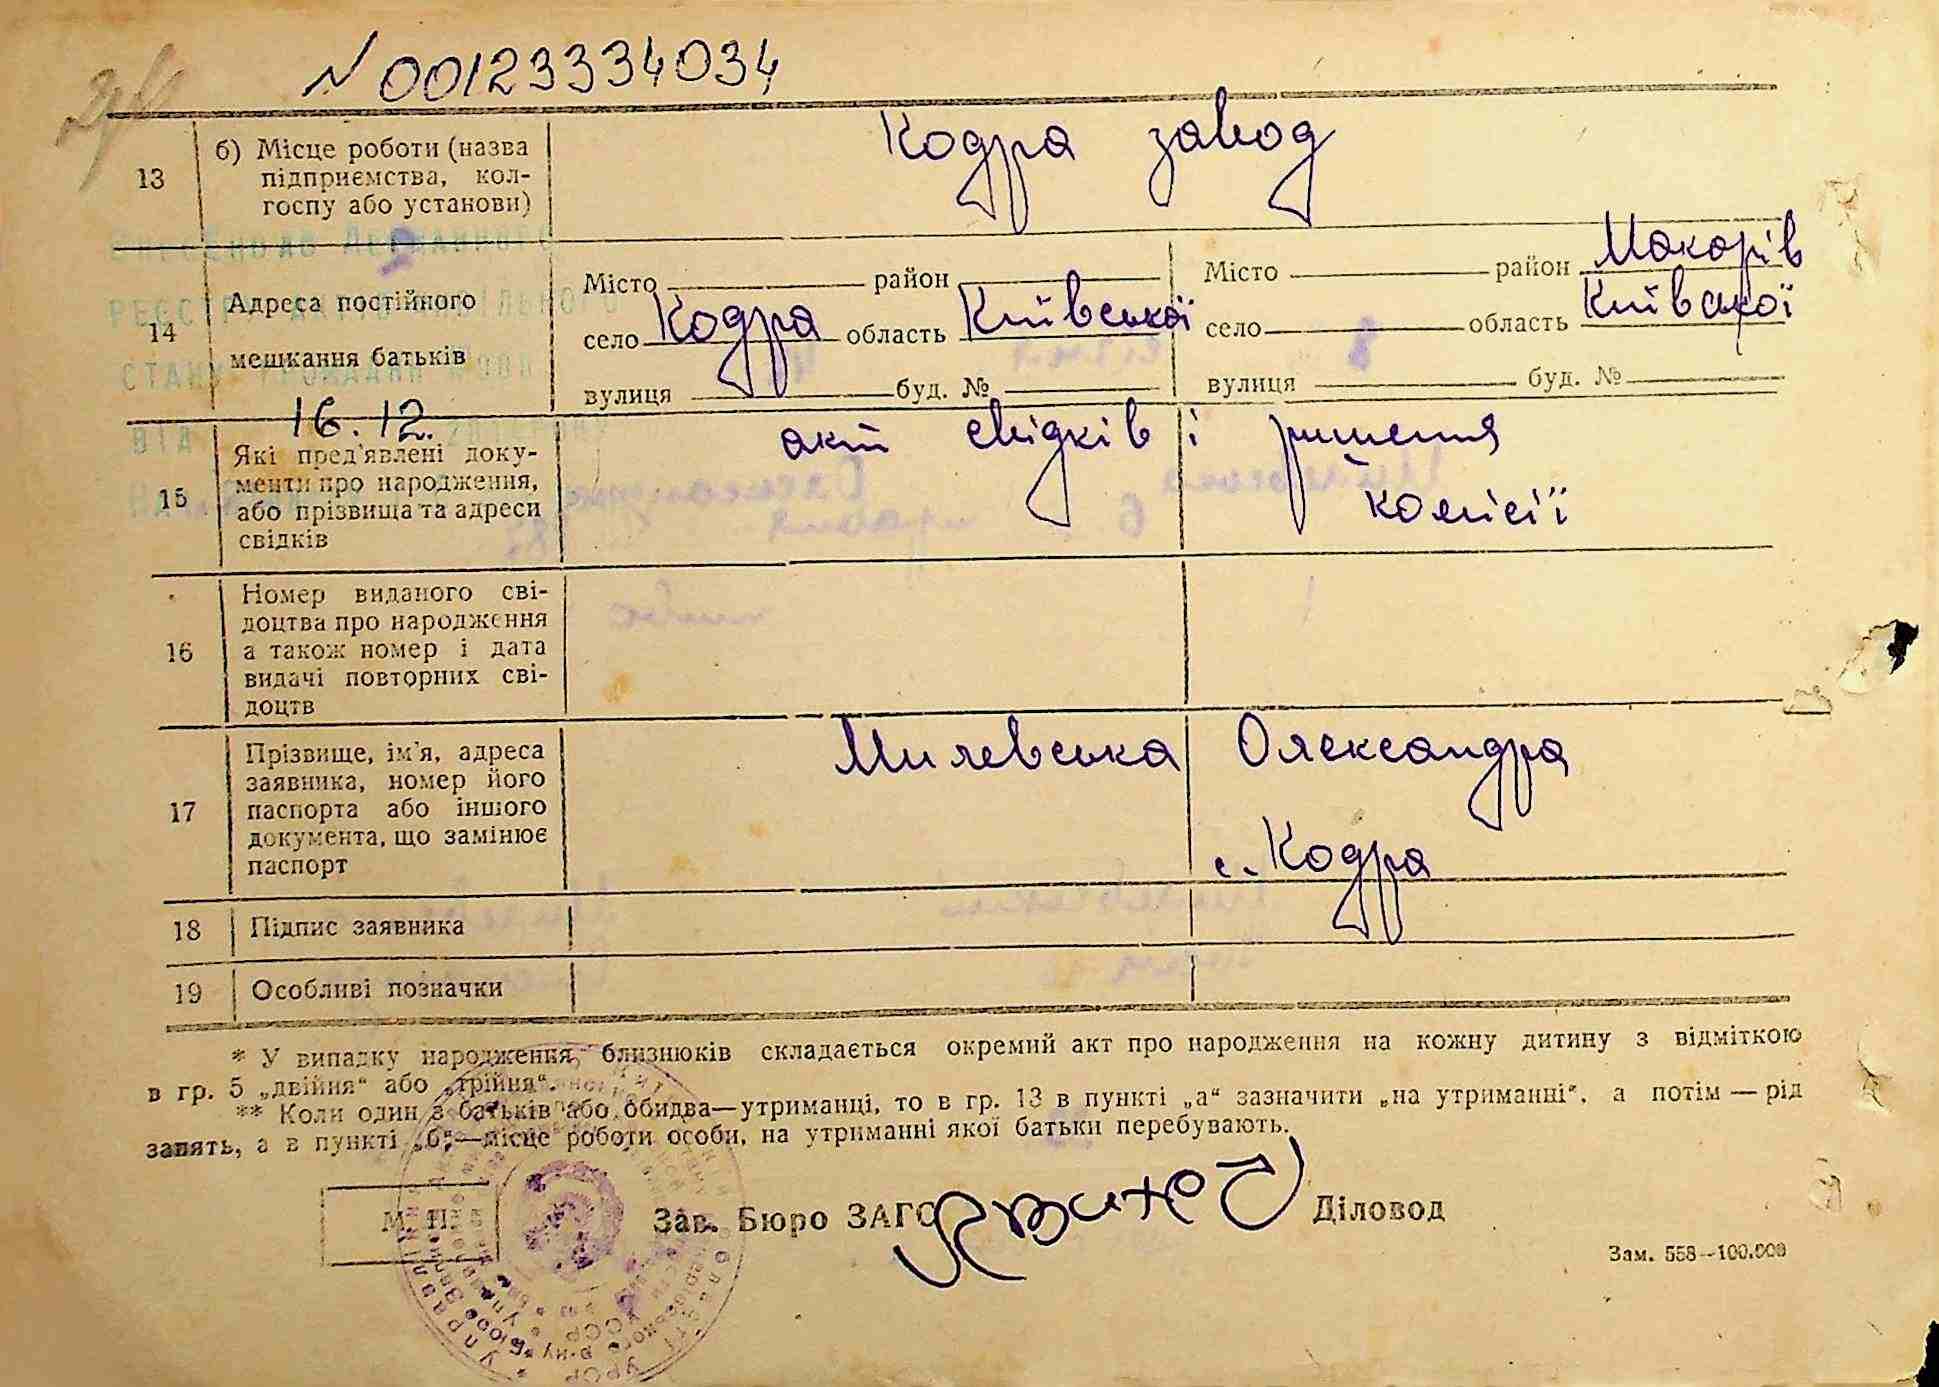 № 00123334034
13
б) Місце роботи (назва
підприємства, кол-
госпу або установи)
Кодра завод
14
Адреса постійного
мешкання батьків
Місто район
село Кодра область Київської
вулиця буд. №
Місто район Макарів
село область Київської
вулиця буд. №
16.12.
15
Які пред'явлені доку-
менти про народження,
або прізвища та адреси
свідків
акт свідків і ришення
комісії
16
Номер виданого сві-
доцтва про народження
а також номер і дата
видачі повторних сві-
доцтв
17
Прізвище, ім'я, адреса
заявника, номер його
паспорта або іншого
документа, що замінює
паспорт
Милевська Олександра
с. Кодра
18
Підпис заявника
19
Особливі позначки
* У випадку народження близнюків складається окремий акт про народження на кожну дитину з відміткою
в гр. 5 „двійня“ або „трійня“.
** Коли один з батьків або обидва—утриманці, то в гр. 13 в пункті „а“ зазначити „на утриманні“, а потім — рід
занять, а в пункті „б“—місце роботи особи, на утриманні якої батьки перебувають.
М. П.
Зав. Бюро ЗАГС
Діловод
Зам. 558—100.000